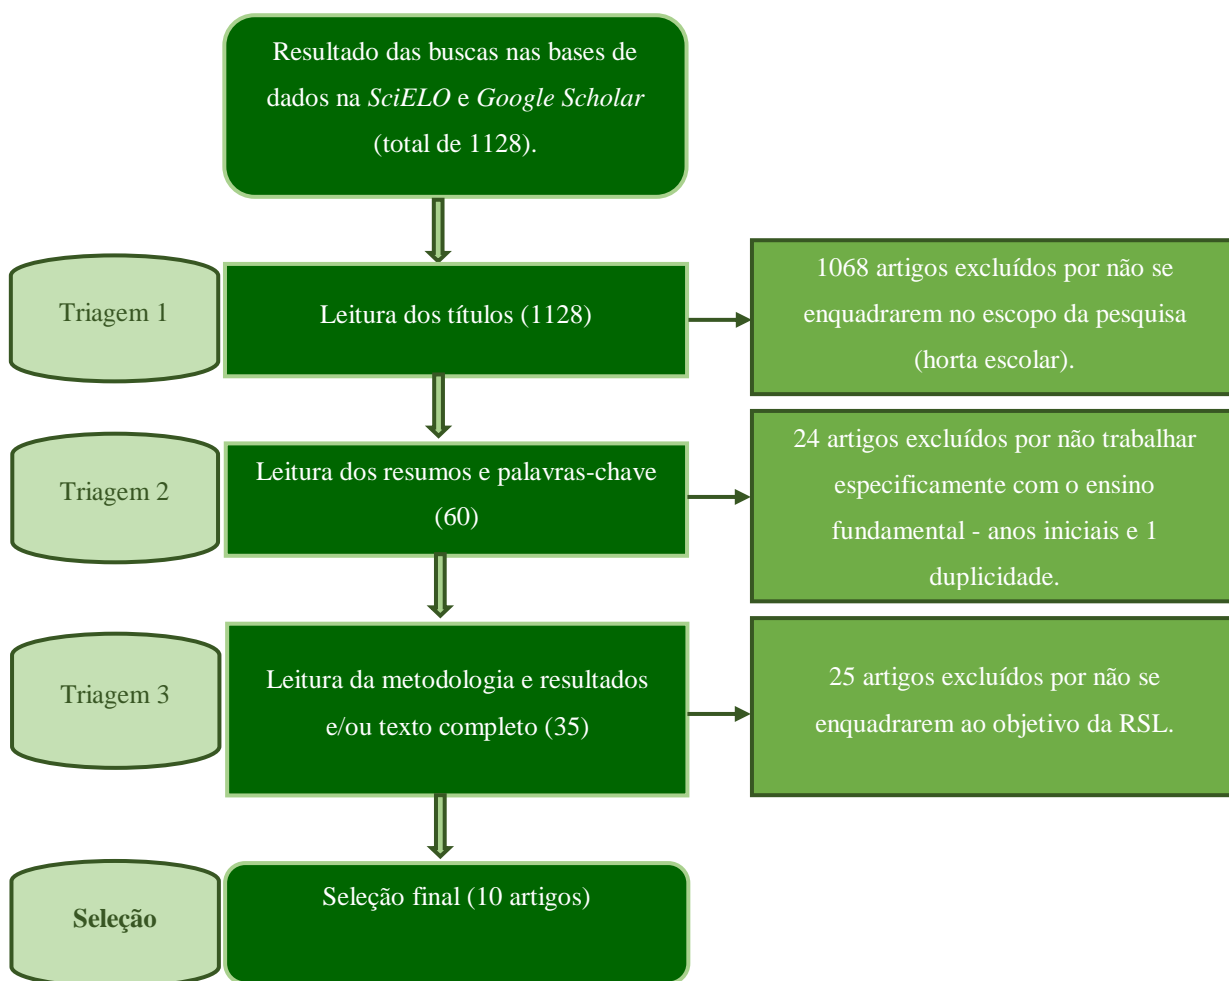 Resultado das buscas nas bases de
dados na SciELO e Google Scholar
(total de 1128).
Triagem 1
Leitura dos títulos (1128)
1068 artigos excluídos por não se
enquadrarem no escopo da pesquisa
(horta escolar).
Triagem 2
Leitura dos resumos e palavras-chave
(60)
24 artigos excluídos por não trabalhar
especificamente com o ensino
fundamental - anos iniciais e 1
duplicidade.
Triagem 3
Leitura da metodologia e resultados
e/ou texto completo (35)
25 artigos excluídos por não se
enquadrarem ao objetivo da RSL.
Seleção
Seleção final (10 artigos)